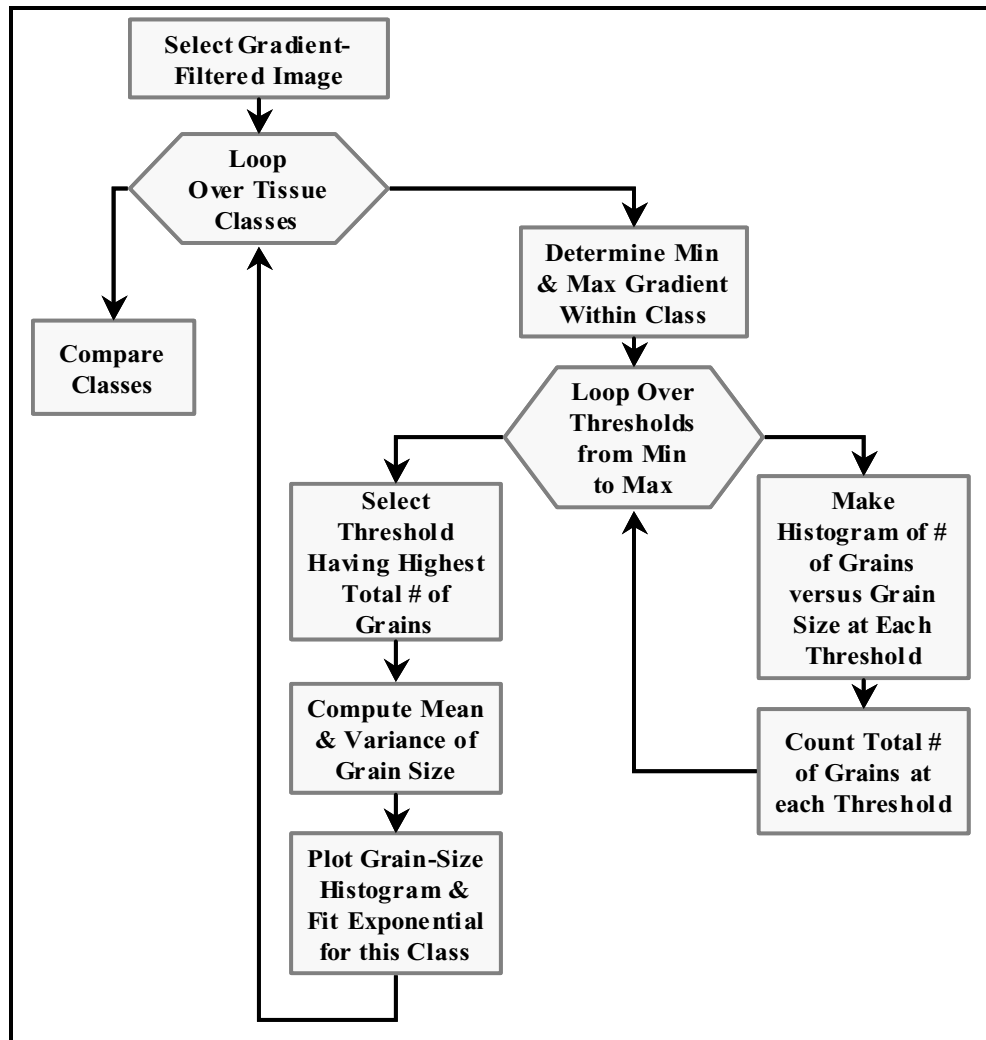 Select Gradient-
Filtered Image
Loop
Over Tissue
Classes
Compare
Classes
Determine Min
& Max Gradient
Within Class
Loop Over
Thresholds
from Min
to Max
Select
Threshold
Having Highest
Total # of
Grains
Compute Mean
& Variance of
Grain Size
Plot Grain-Size
Histogram &
Fit Exponential
for this Class
Make
Histogram of #
of Grains
versus Grain
Size at Each
Threshold
Count Total #
of Grains at
each Threshold